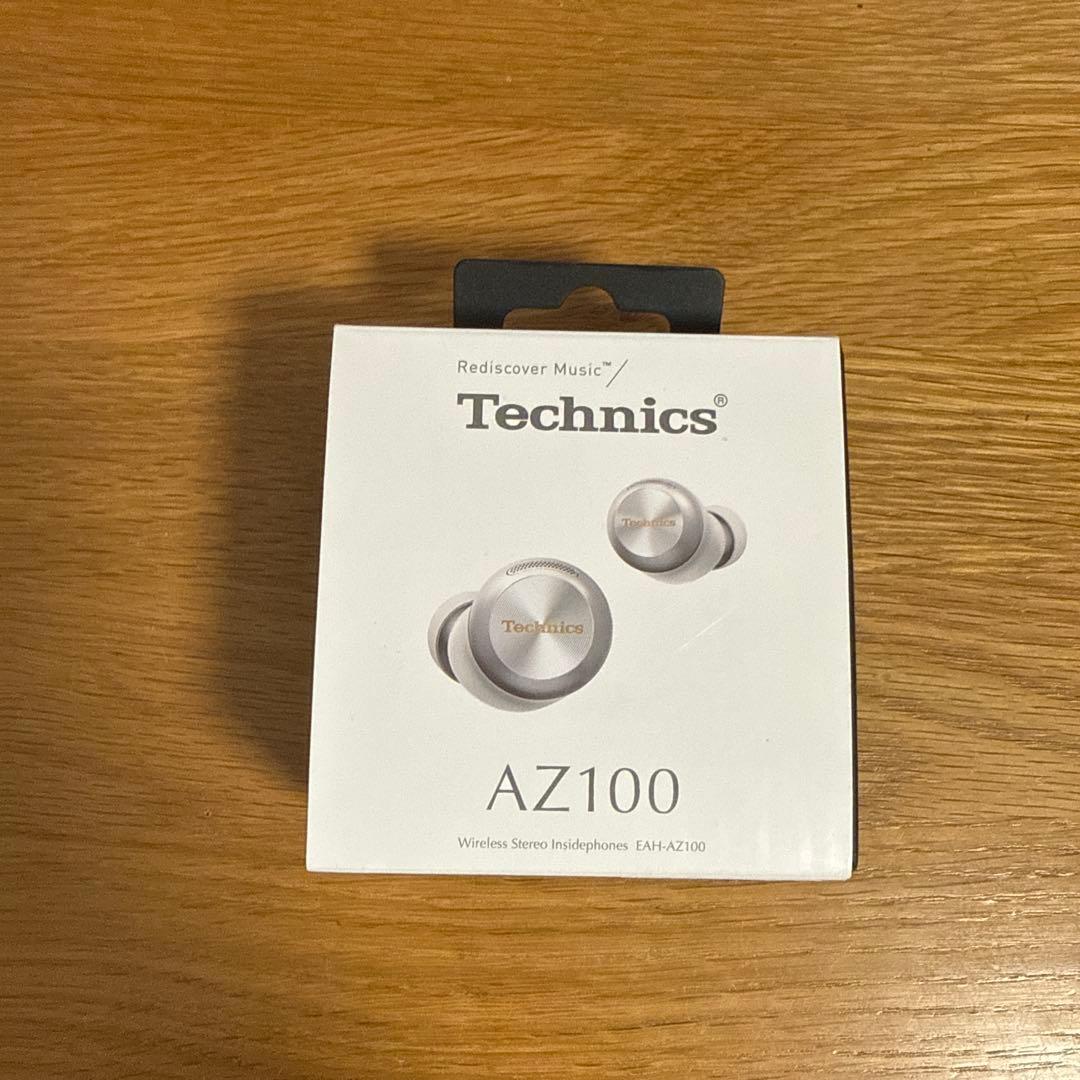 Rediscover Music™/
Technics®
Technics
Technics
AZ100
Wireless Stereo Insidephones EAH-AZ100